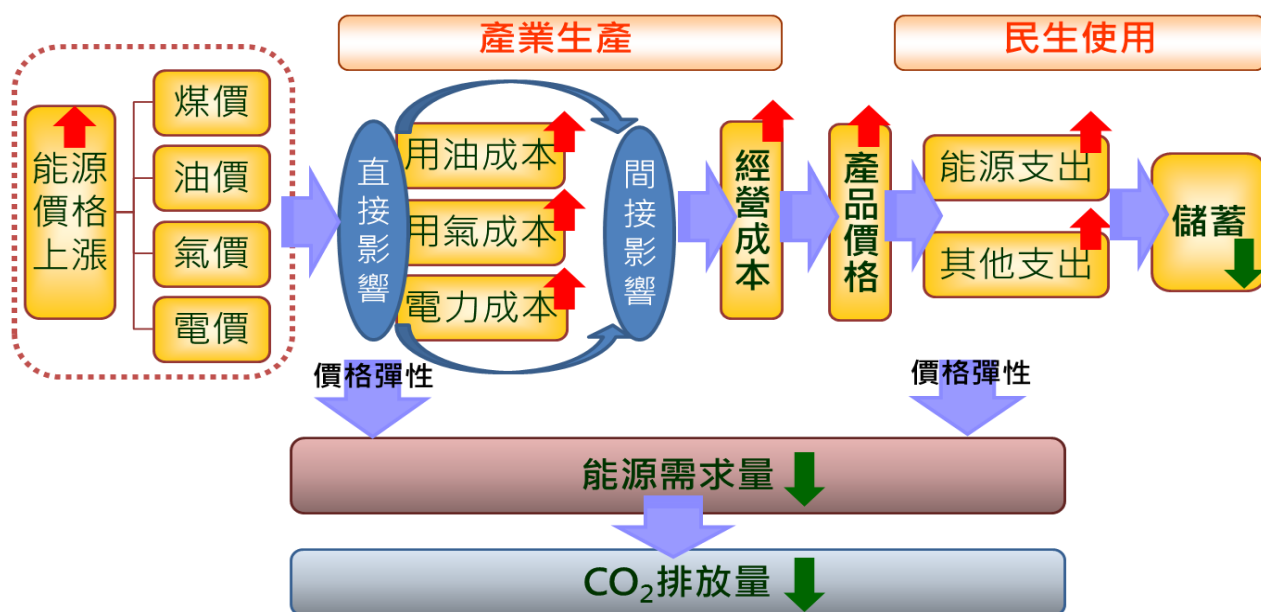 產業生產
民生使用
能源
價格
上漲
煤價
油價
氣價
電價
直接影響
用油成本
用氣成本
電力成本
間接影響
經營成本
產品價格
能源支出
其他支出
儲蓄
價格彈性
價格彈性
能源需求量
CO₂排放量